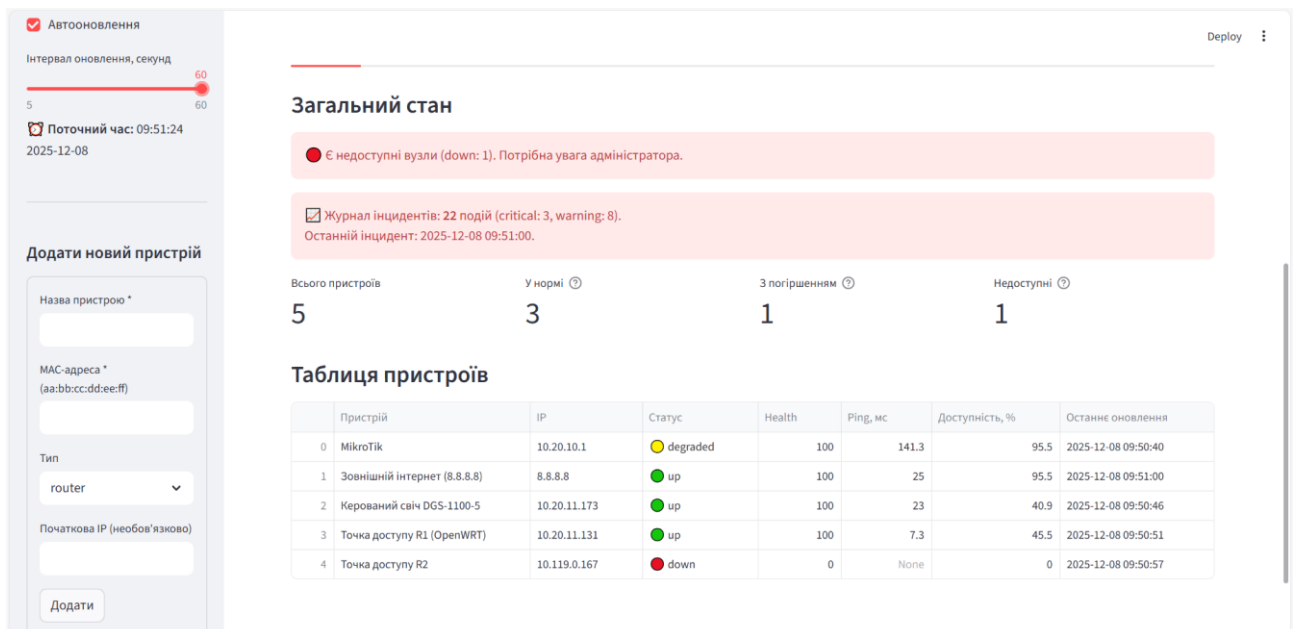 Автооновлення
Інтервал оновлення, секунд
60
5 60
Поточний час: 09:51:24
2025-12-08
Додати новий пристрій
Назва пристрою *
MAC-адреса *
(aa:bb:cc:dd:ee:ff)
Тип
router
Початкова IP (необов'язково)
Додати
Deploy
Загальний стан
Є недоступні вузли (down: 1). Потрібна увага адміністратора.
Журнал інцидентів: 22 подій (critical: 3, warning: 8).
Останній інцидент: 2025-12-08 09:51:00.
Всього пристроїв У нормі ? З погіршенням ? Недоступні ?
5 3 1 1
Таблиця пристроїв
Пристрій IP Статус Health Ping, мс Доступність, % Останнє оновлення
0 MikroTik 10.20.10.1 degraded 100 141.3 95.5 2025-12-08 09:50:40
1 Зовнішній інтернет (8.8.8.8) 8.8.8.8 up 100 25 95.5 2025-12-08 09:51:00
2 Керований свіч DGS-1100-5 10.20.11.173 up 100 23 40.9 2025-12-08 09:50:46
3 Точка доступу R1 (OpenWRT) 10.20.11.131 up 100 7.3 45.5 2025-12-08 09:50:51
4 Точка доступу R2 10.119.0.167 down 0 None 0 2025-12-08 09:50:57